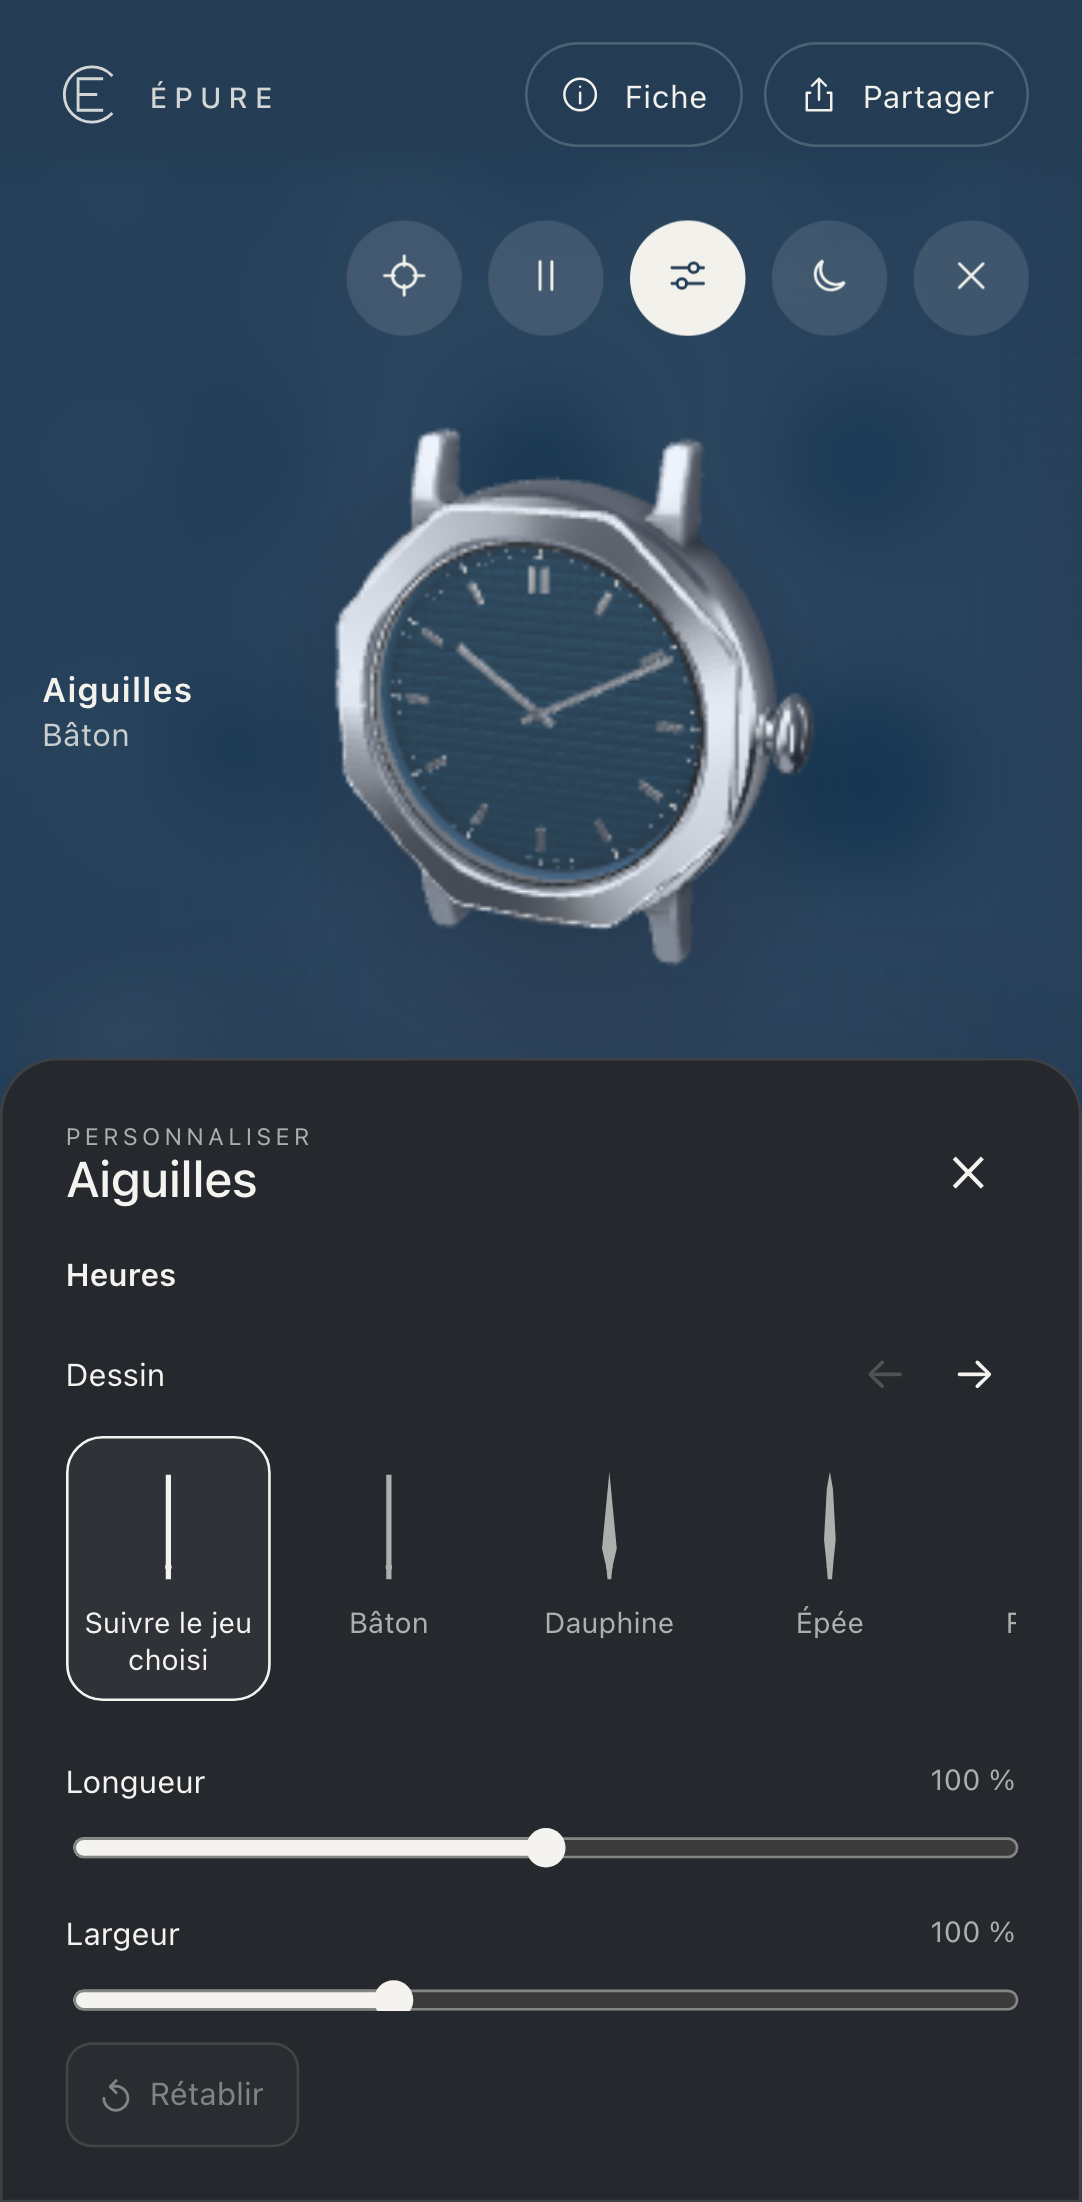 ÉPURE
Fiche
Partager
Aiguilles
Bâton
PERSONNALISER
Aiguilles
Heures
Dessin
Suivre le jeu
choisi
Bâton
Dauphine
Épée
Longueur
100 %
Largeur
100 %
Rétablir